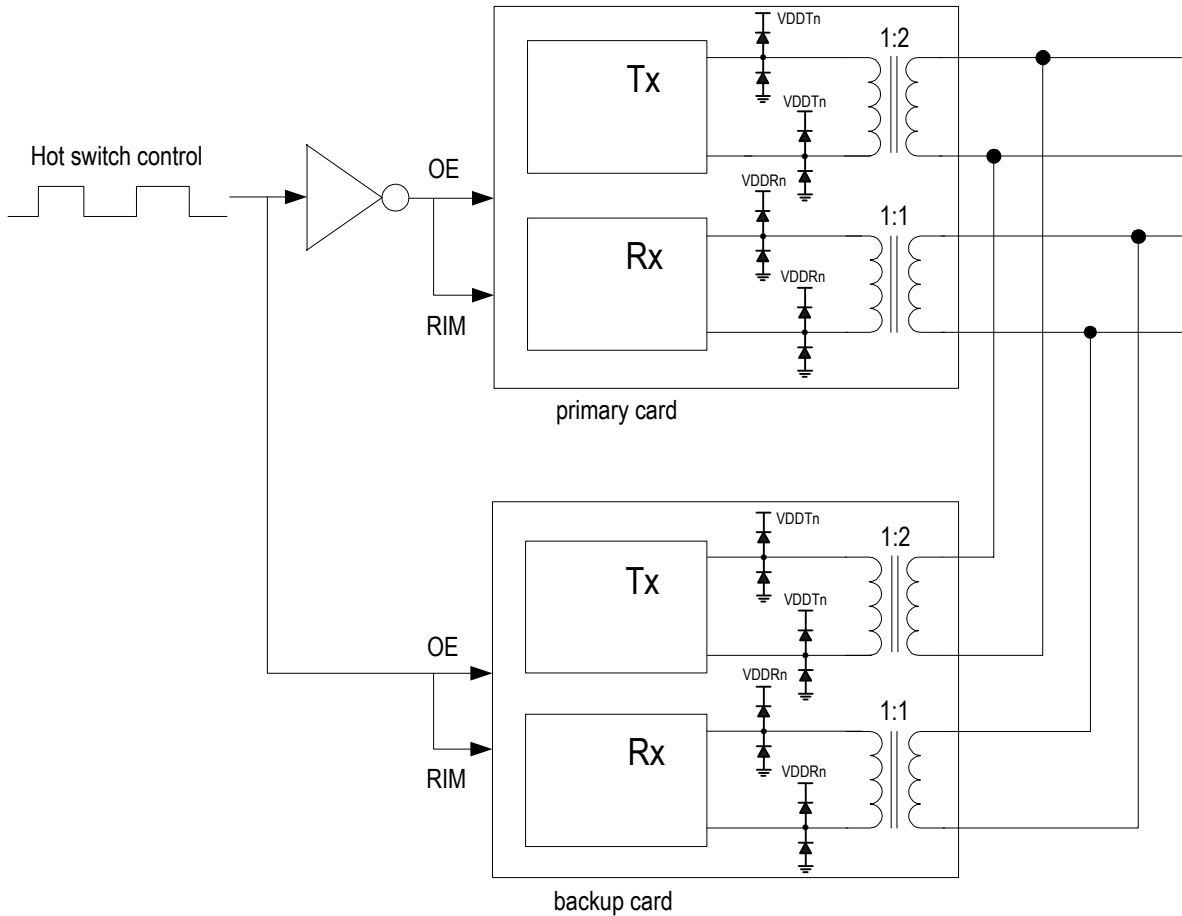 VDDTn
1:2
Tx
VDDTn
Hot switch control
OE
VDDRn
1:1
Rx
VDDRn
RIM
primary card
VDDTn
1:2
Tx
VDDTn
OE
VDDRn
1:1
Rx
RIM
VDDRn
backup card